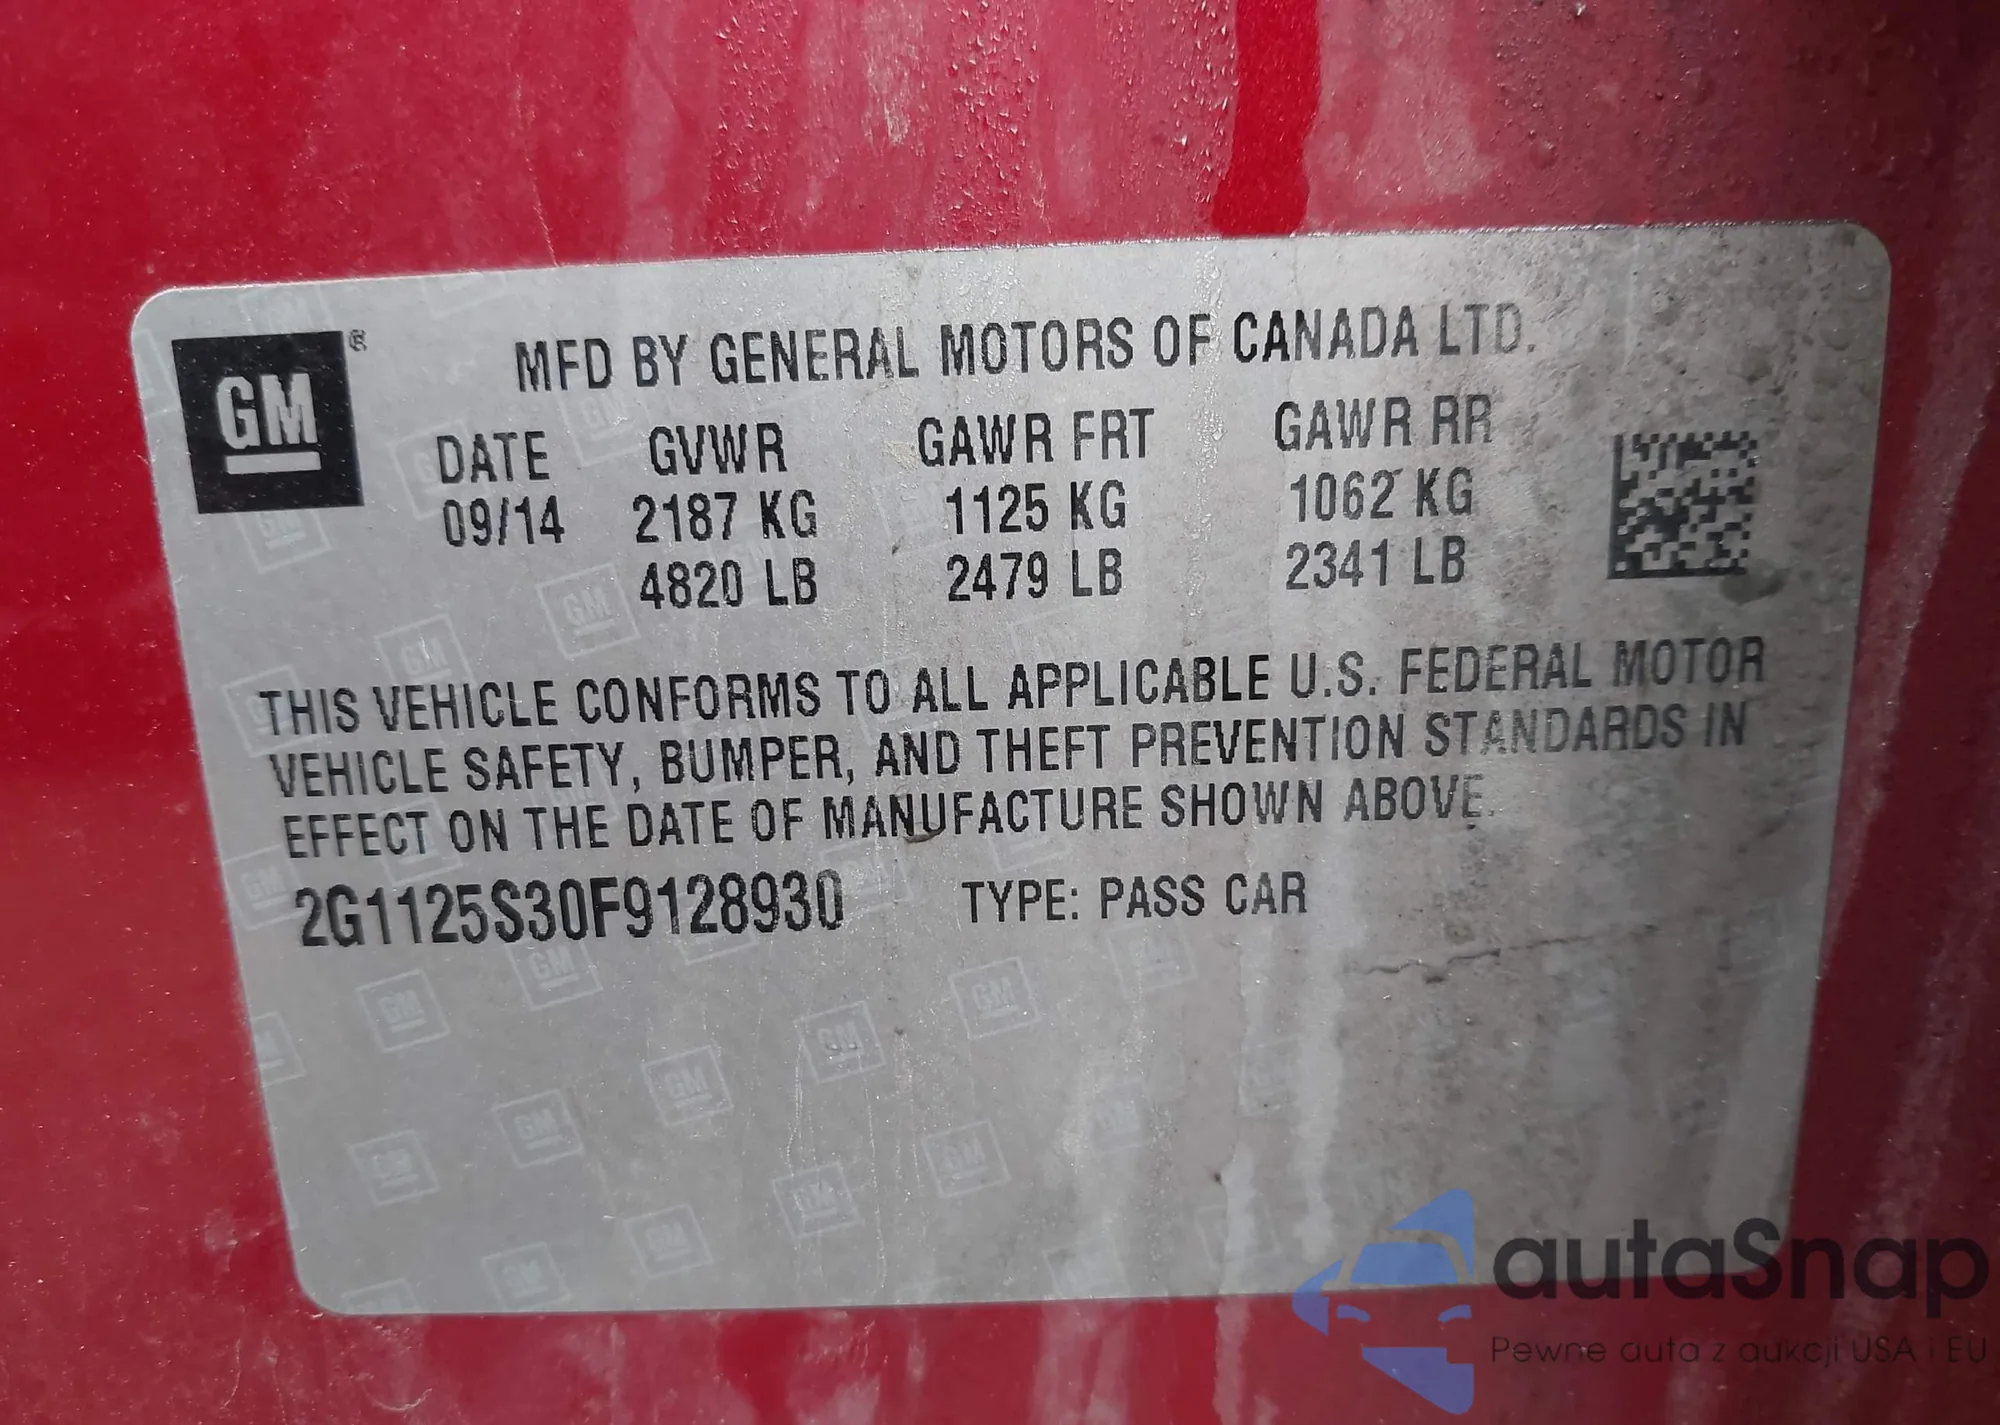 GM ®
MFD BY GENERAL MOTORS OF CANADA LTD.
DATE GVWR GAWR FRT GAWR RR
09/14 2187 KG 1125 KG 1062 KG
4820 LB 2479 LB 2341 LB
THIS VEHICLE CONFORMS TO ALL APPLICABLE U.S. FEDERAL MOTOR
VEHICLE SAFETY, BUMPER, AND THEFT PREVENTION STANDARDS IN
EFFECT ON THE DATE OF MANUFACTURE SHOWN ABOVE.
2G1125S30F9128930 TYPE: PASS CAR
autaSnap
Pewne auta z aukcji USA i EU